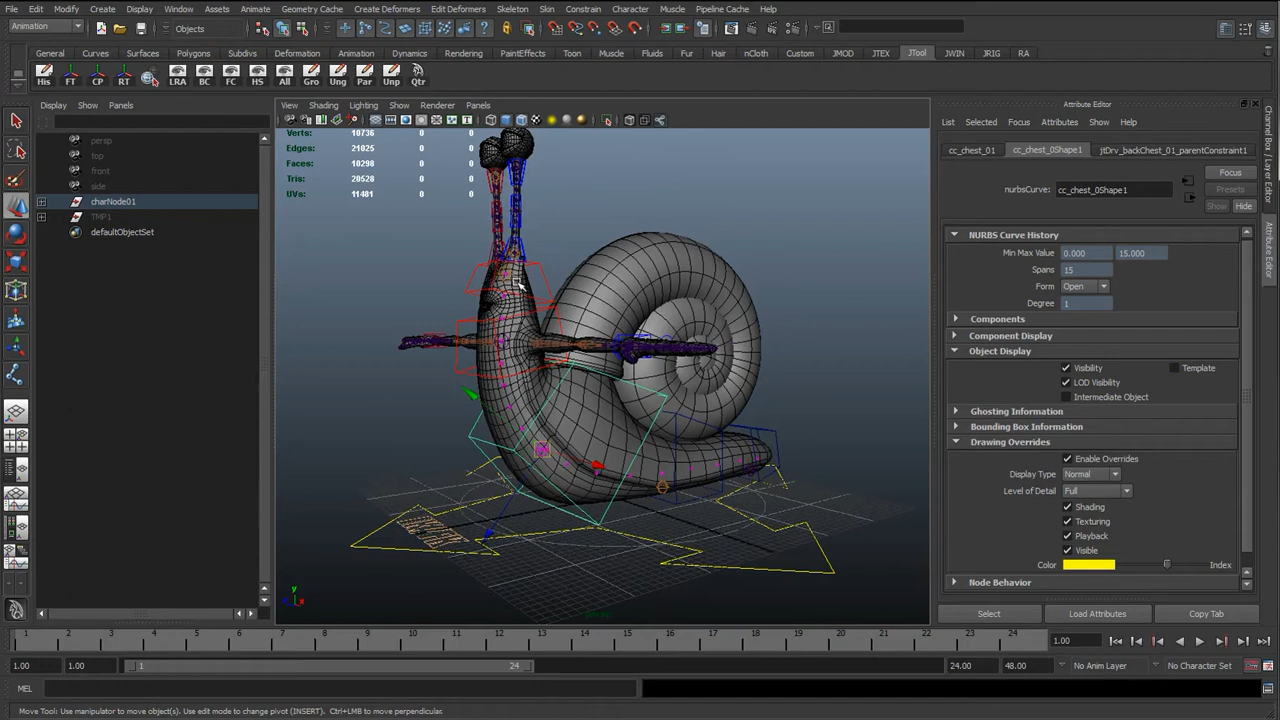 File Edit Modify Create Display Window Assets Animate Geometry Cache Create Deformers Edit Deformers Skeleton Skin Constrain Character Muscle Pipeline Cache Help
Animation Objects
General Curves Surfaces Polygons Subdivs Deformation Animation Dynamics Rendering PaintEffects Toon Muscle Fluids Fur Hair nCloth Custom JMOD JTEX JTool JWIN JRIG RA
His FT CP RT LRA BC FC HS All Gro Ung Par Unp Qtr
Display Show Panels
View Shading Lighting Show Renderer Panels
persp
top
front
side
charNode01
TMP1
defaultObjectSet
Verts: 10736 0 0
Edges: 21025 0 0
Faces: 10298 0 0
Tris: 20528 0 0
UVs: 11481 0 0
persp
y
x
Attribute Editor
List Selected Focus Attributes Show Help
cc_chest_01 cc_chest_0Shape1 jtDrv_backChest_01_parentConstraint1
Focus
Presets
nurbsCurve: cc_chest_0Shape1
Show Hide
NURBS Curve History
Min Max Value 0.000 15.000
Spans 15
Form Open
Degree 1
Components
Component Display
Object Display
Visibility Template
LOD Visibility
Intermediate Object
Ghosting Information
Bounding Box Information
Drawing Overrides
Enable Overrides
Display Type Normal
Level of Detail Full
Shading
Texturing
Playback
Visible
Color Index
Node Behavior
Select Load Attributes Copy Tab
Channel Box / Layer Editor
Attribute Editor
1 2 3 4 5 6 7 8 9 10 11 12 13 14 15 16 17 18 19 20 21 22 23 24 1.00
1.00 1.00 1 24 24.00 48.00 No Anim Layer No Character Set
MEL
Move Tool: Use manipulator to move object(s). Use edit mode to change pivot (INSERT). Ctrl+LMB to move perpendicular.